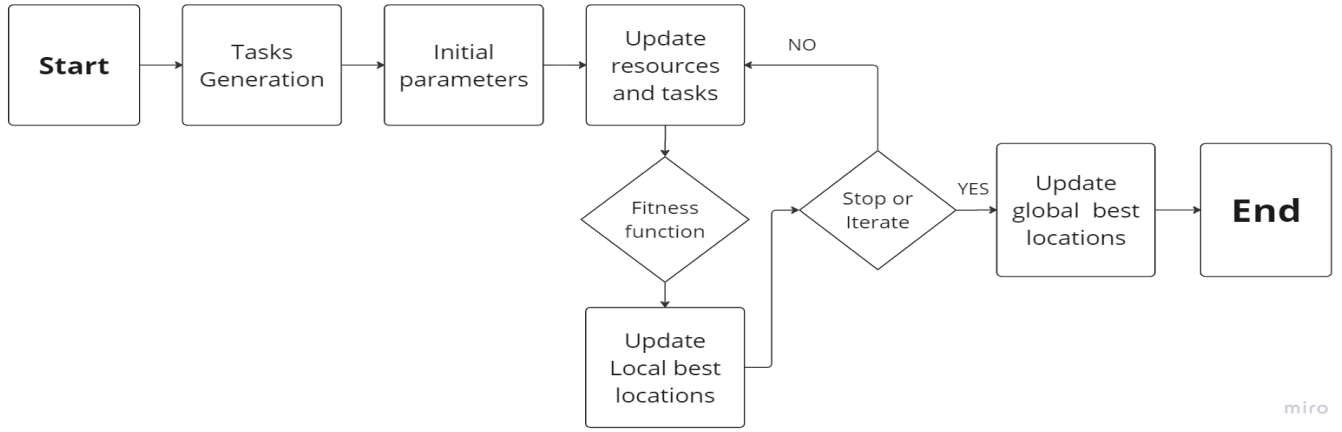 Start
Tasks
Generation
Initial
parameters
Update
resources
and tasks
NO
Fitness
function
Update
Local best
locations
Stop or
Iterate
YES
Update
global  best
locations
End
miro